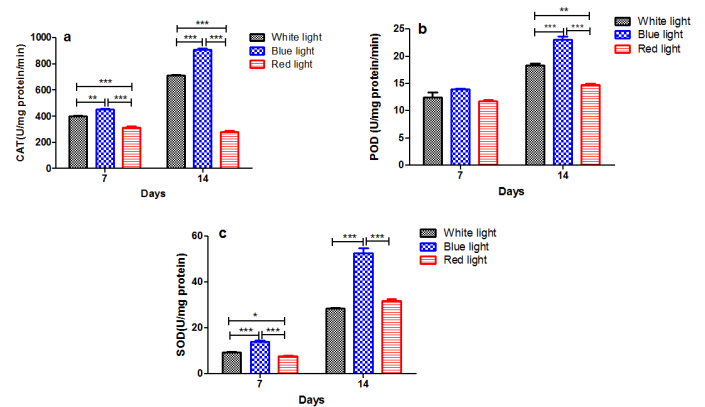 a
White light
Blue light
Red light
CAT(U/mg protein/min)
1000
800
600
400
200
0
***
** ***
***
*** ***
7 14
Days
b
White light
Blue light
Red light
POD (U/mg protein/min)
25
20
15
10
5
0
**
*** ***
7 14
Days
c
White light
Blue light
Red light
SOD(U/mg protein)
60
40
20
0
*
*** ***
*** ***
7 14
Days